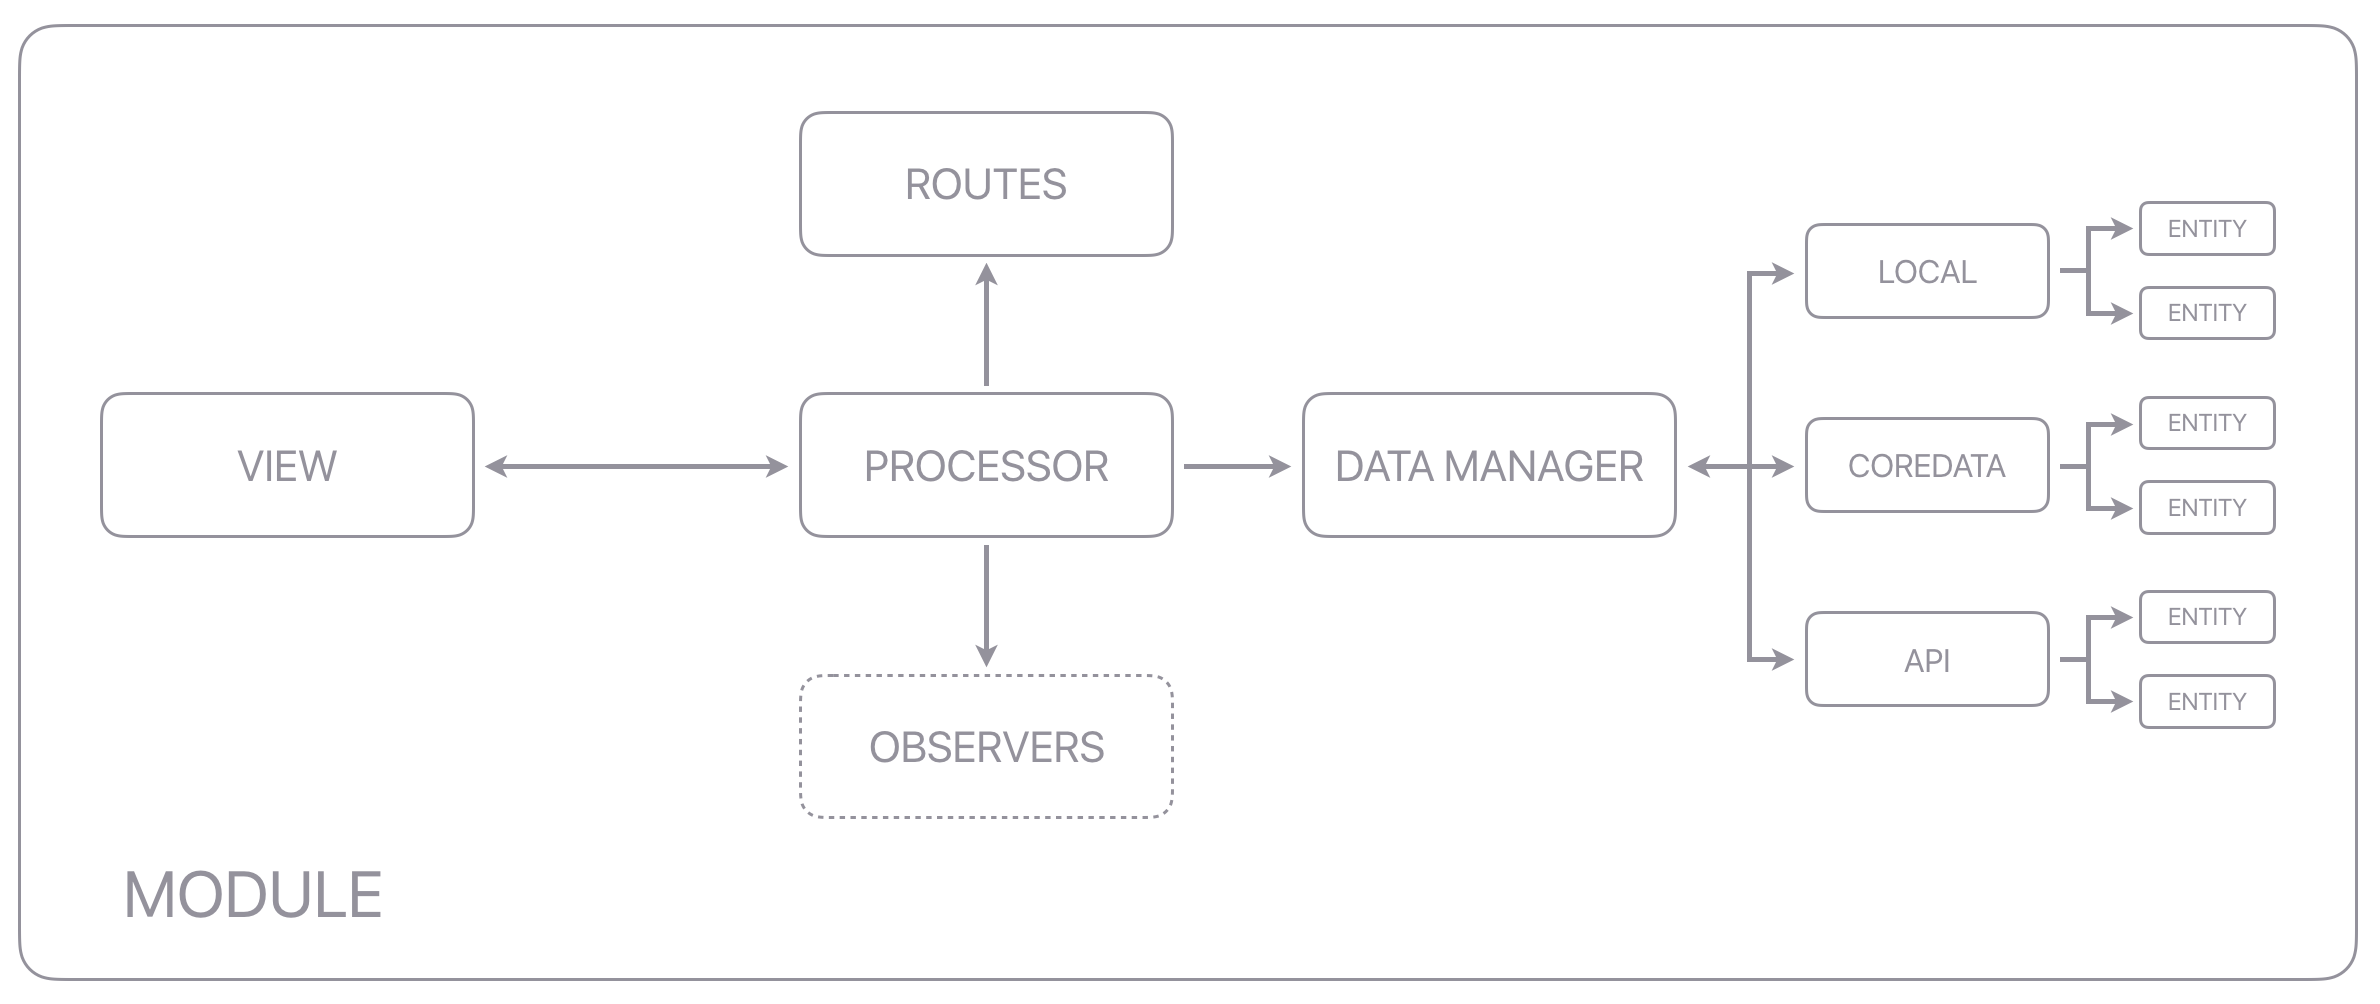 ROUTES
ENTITY
LOCAL
ENTITY
VIEW
PROCESSOR
DATA MANAGER
ENTITY
COREDATA
ENTITY
ENTITY
API
ENTITY
OBSERVERS
MODULE